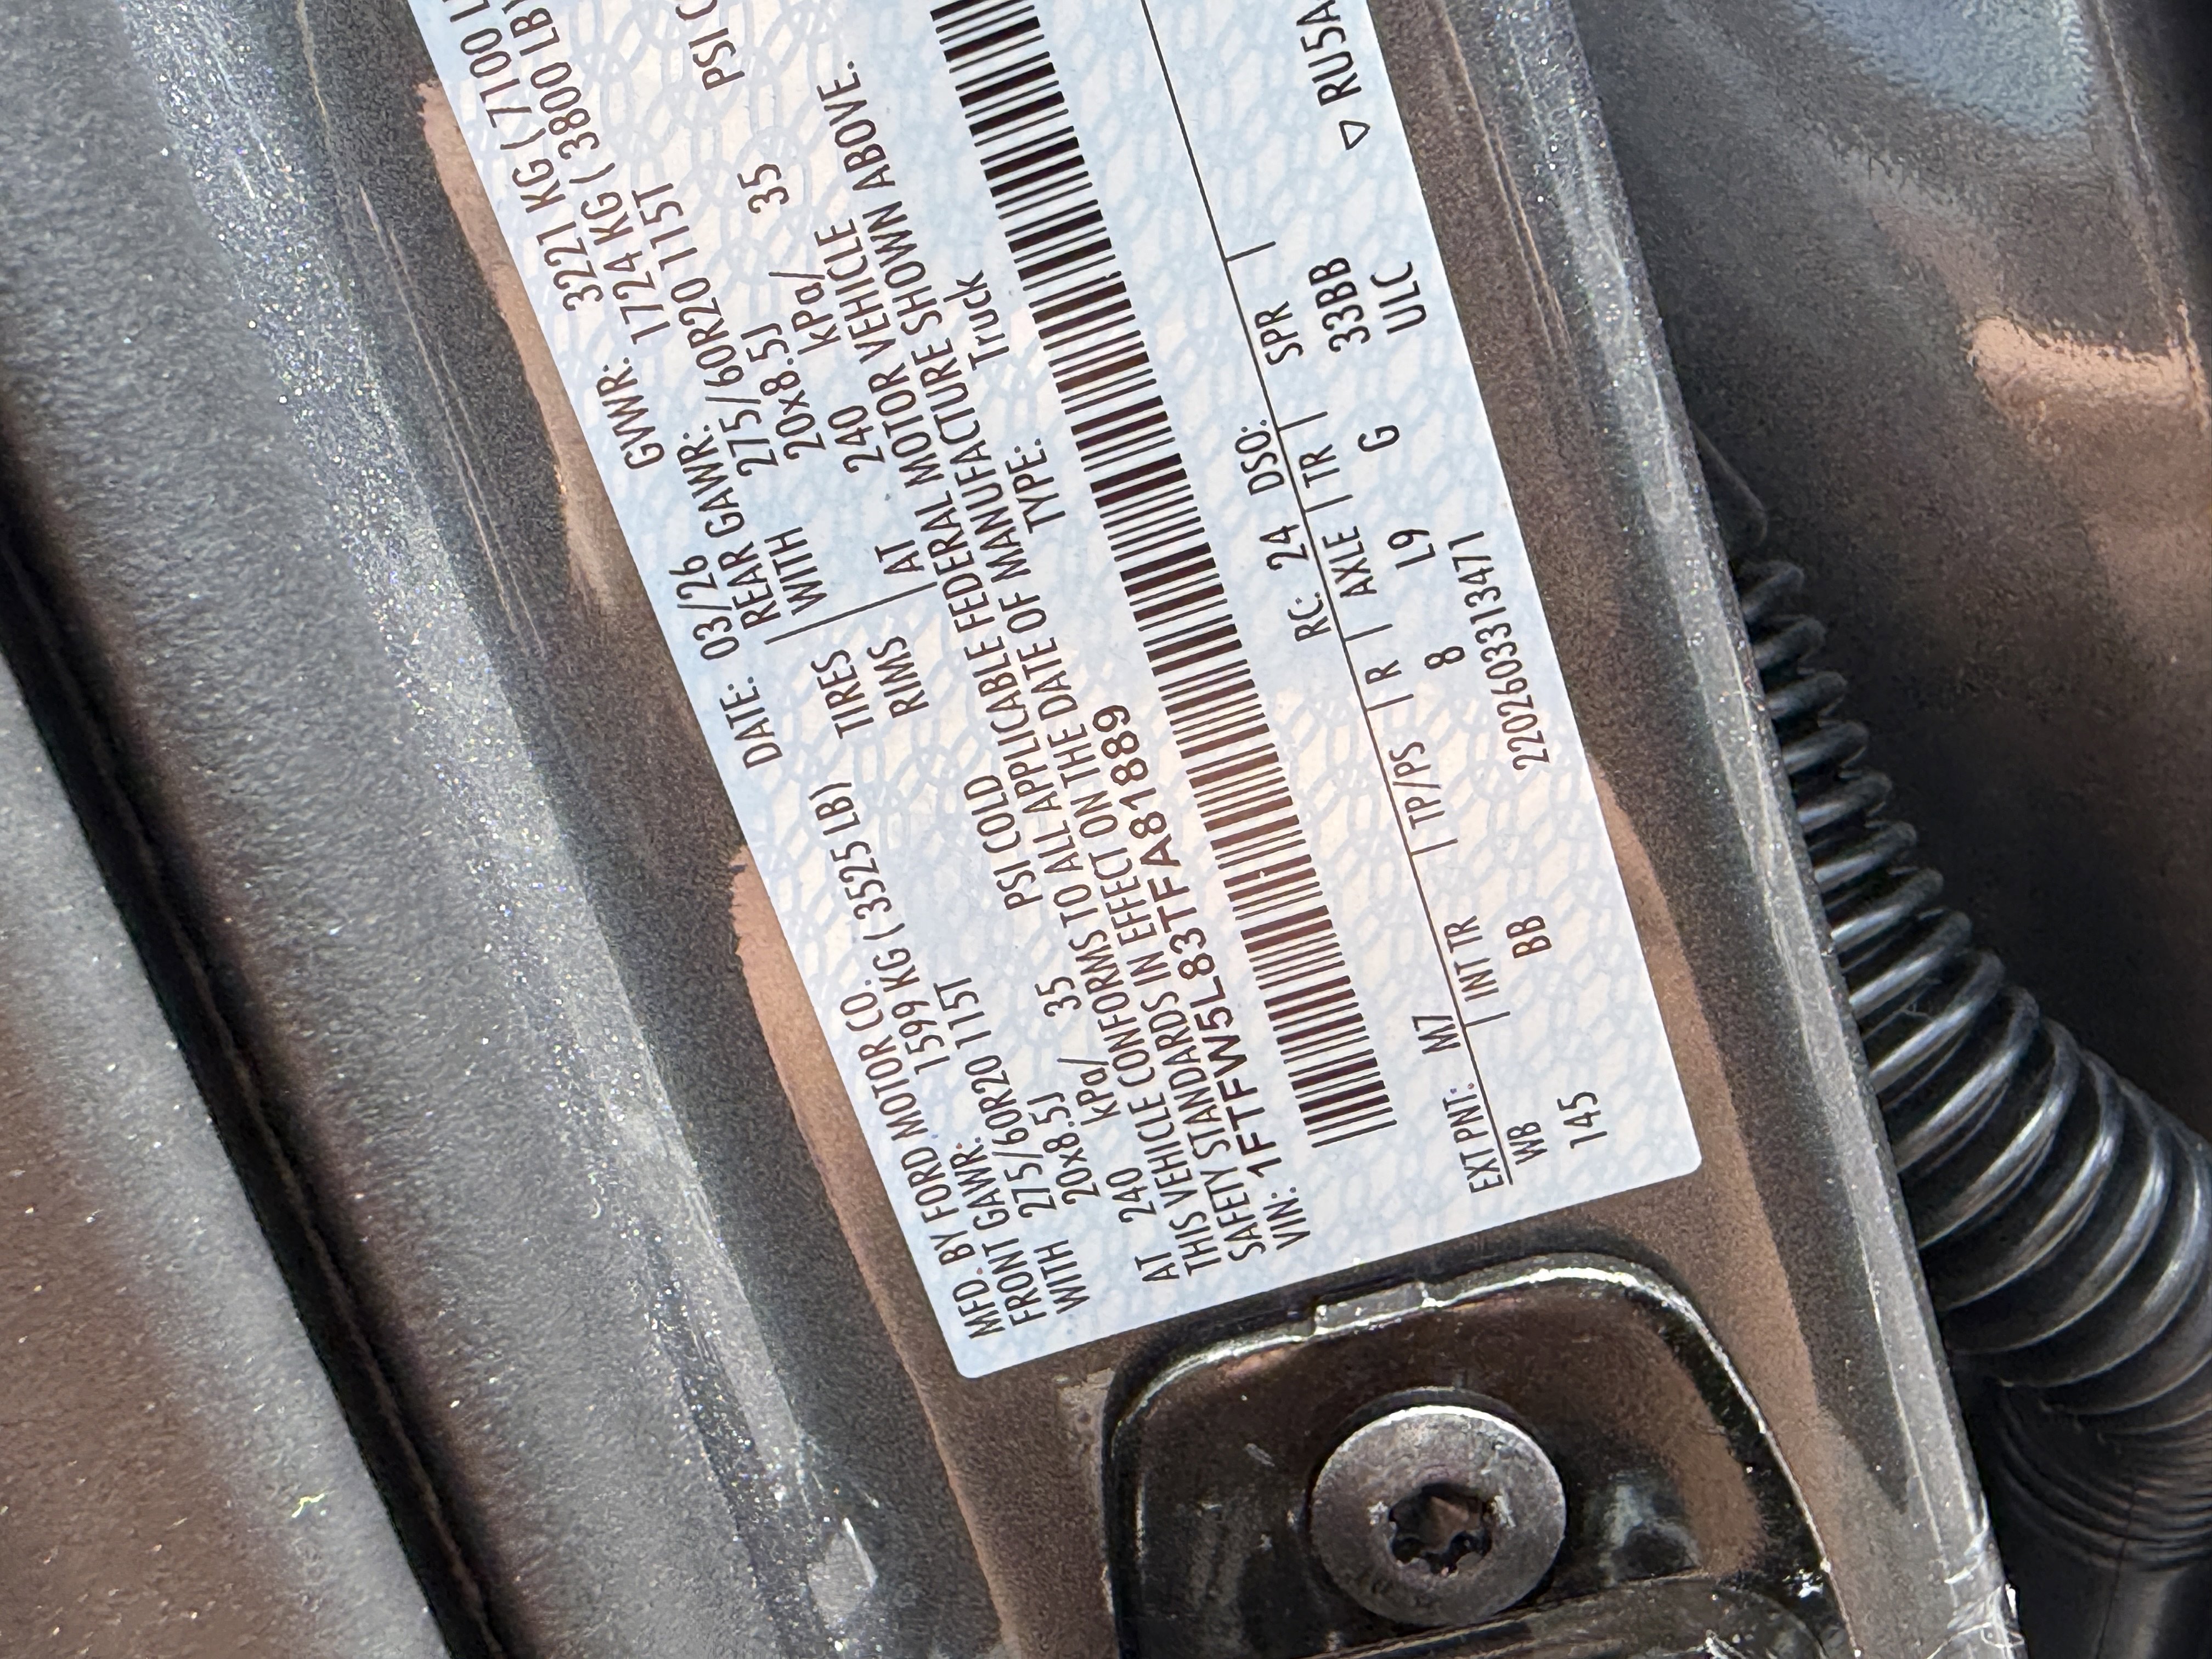 MFD. BY FORD MOTOR CO.
DATE: 03/26 GVWR: 3221 KG (7100
FRONT GAWR: 1599 KG (3525 LB) REAR GAWR: 1724 KG (3800 LB)
WITH 275/60R20 115T TIRES WITH 275/60R20 115T
20x8.5J RIMS 20x8.5J
AT 240 kPa/ 35 PSI COLD AT 240 kPa/ 35 PSI
THIS VEHICLE CONFORMS TO ALL APPLICABLE FEDERAL MOTOR VEHICLE
SAFETY STANDARDS IN EFFECT ON THE DATE OF MANUFACTURE SHOWN ABOVE.
VIN: 1FTFW5L83TFA81889 TYPE: Truck
EXT PNT: M7 RC: 24 DSO:
WB INT TR TP/PS R AXLE TR SPR
145 BB 8 L9 G 33BB
2202603313471 ULC
▽ RU5A